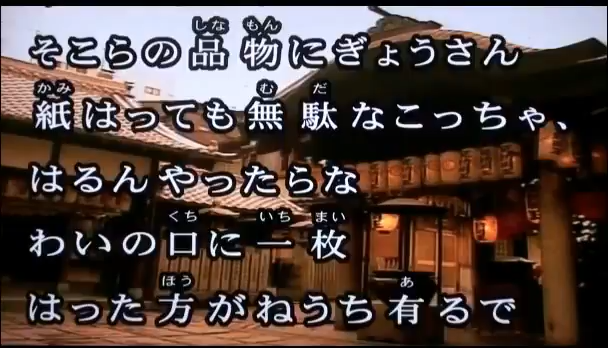 そこらの品物にぎょうさん
紙はっても無駄なこっちゃ、
はるんやったらな
わいの口に一枚
はった方がねうち有るで